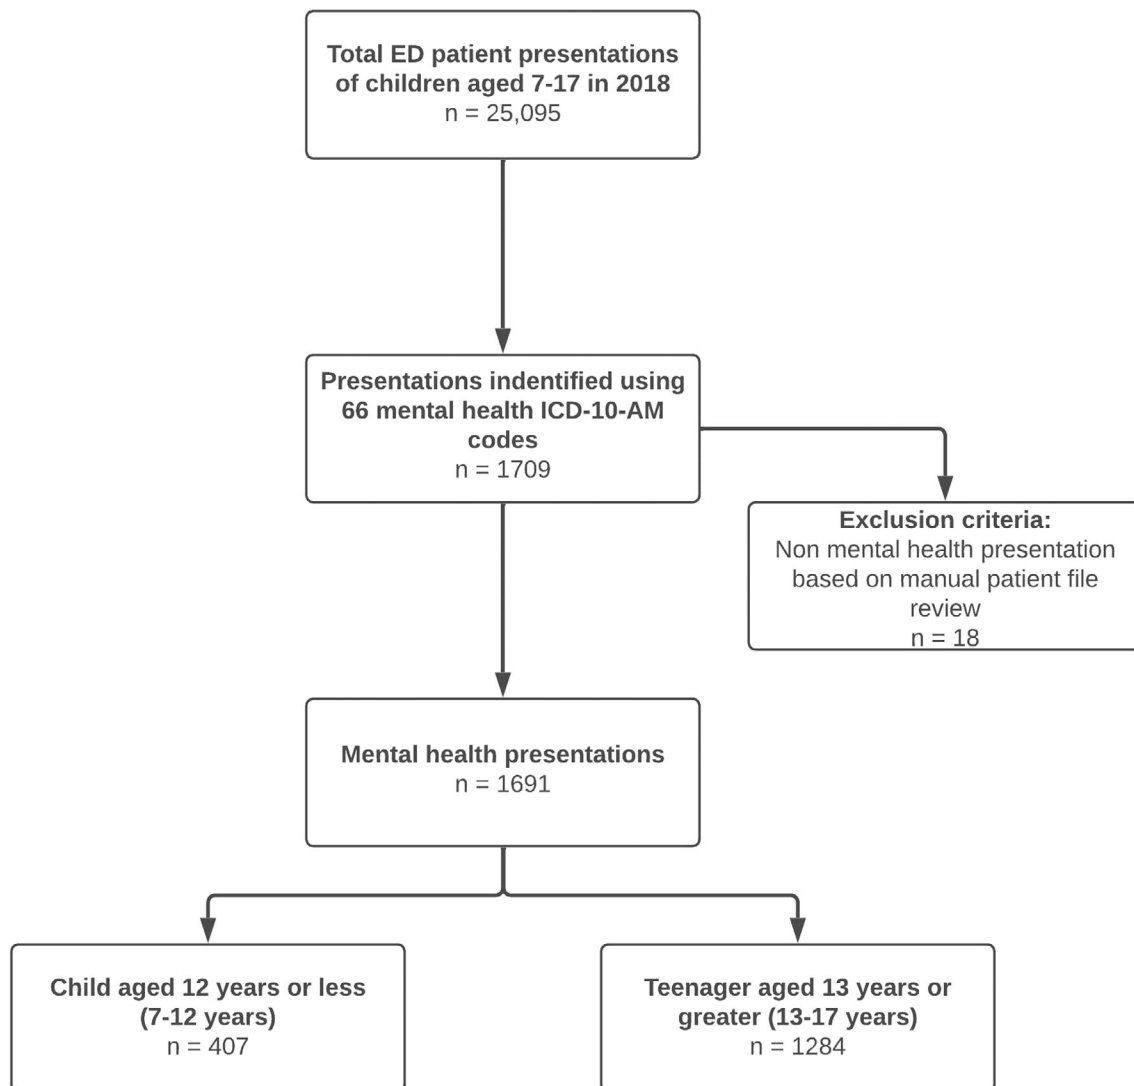 Total ED patient presentations
of children aged 7-17 in 2018
n = 25,095
Presentations indentified using
66 mental health ICD-10-AM
codes
n = 1709
Exclusion criteria:
Non mental health presentation
based on manual patient file
review
n = 18
Mental health presentations
n = 1691
Child aged 12 years or less
(7-12 years)
n = 407
Teenager aged 13 years or
greater (13-17 years)
n = 1284